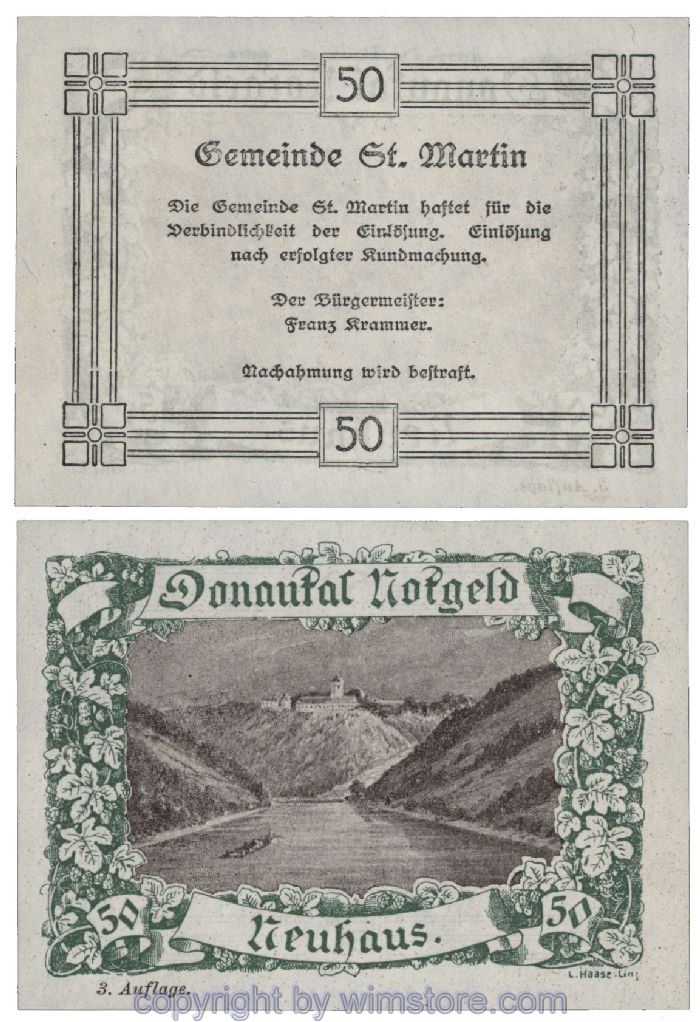 50
Gemeinde St. Martin
Die Gemeinde St. Martin haftet für die
Verbindlichkeit der Einlösung. Einlösung
nach erfolgter Kundmachung.
Der Bürgermeister:
Franz Krammer.
Nachahmung wird bestraft.
50
3. Auflage.
Donautal Notgeld
50
Neuhaus.
50
L. Haase-Linz
3. Auflage.
copyright by wimstore.com